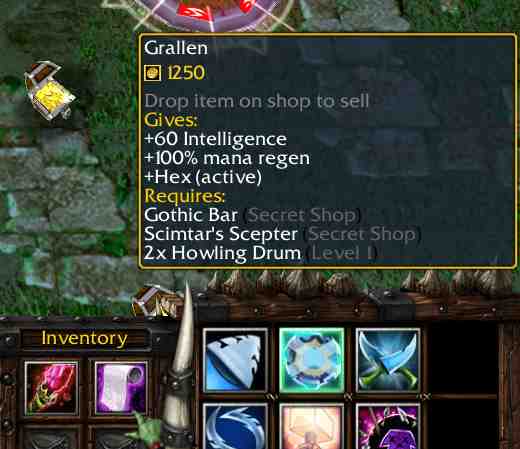 Grallen
1250
Drop item on shop to sell
Gives:
+60 Intelligence
+100% mana regen
+Hex (active)
Requires:
Gothic Bar (Secret Shop)
Scimtar's Scepter (Secret Shop)
2x Howling Drum (Level 1)
Inventory